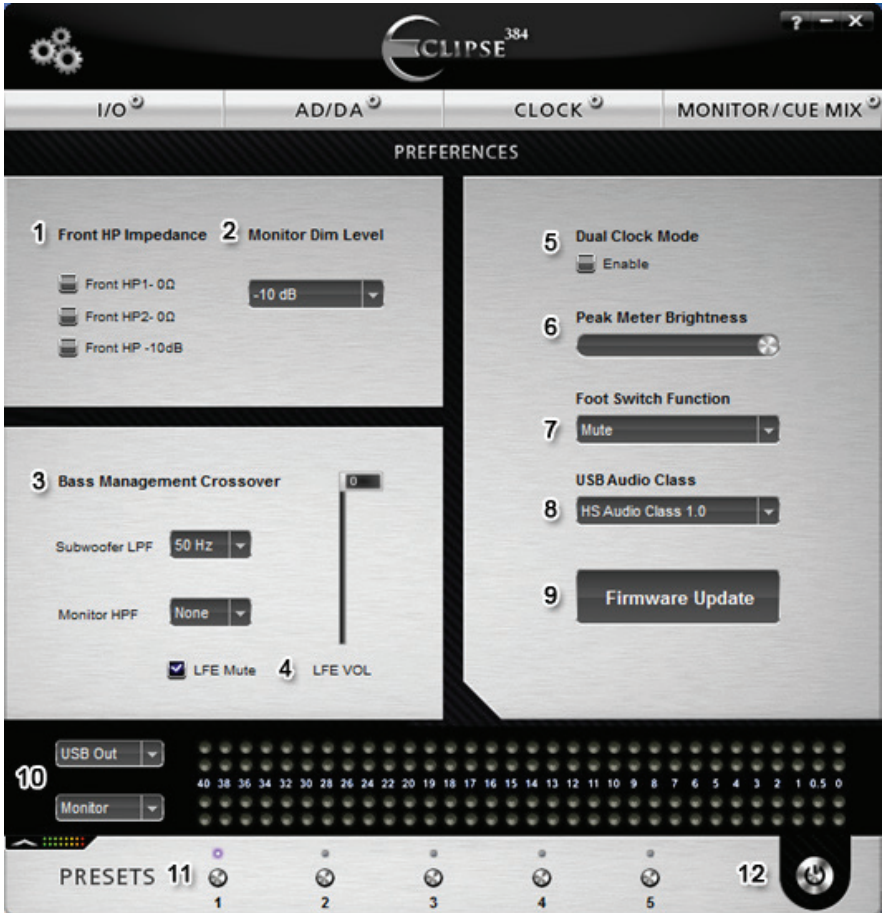 ECLIPSE 384
? – X
I/O
AD/DA
CLOCK
MONITOR/CUE MIX
PREFERENCES
1 Front HP Impedance
Front HP1- 0Ω
Front HP2- 0Ω
Front HP -10dB
2 Monitor Dim Level
-10 dB
3 Bass Management Crossover
Subwoofer LPF 50 Hz
Monitor HPF None
LFE Mute
0
4 LFE VOL
5 Dual Clock Mode
Enable
6 Peak Meter Brightness
Foot Switch Function
7 Mute
USB Audio Class
8 HS Audio Class 1.0
9 Firmware Update
10
USB Out
40 38 36 34 32 30 28 26 24 22 20 19 18 17 16 15 14 13 12 11 10 9 8 7 6 5 4 3 2 1 0.5 0
Monitor
PRESETS 11
1 2 3 4 5
12